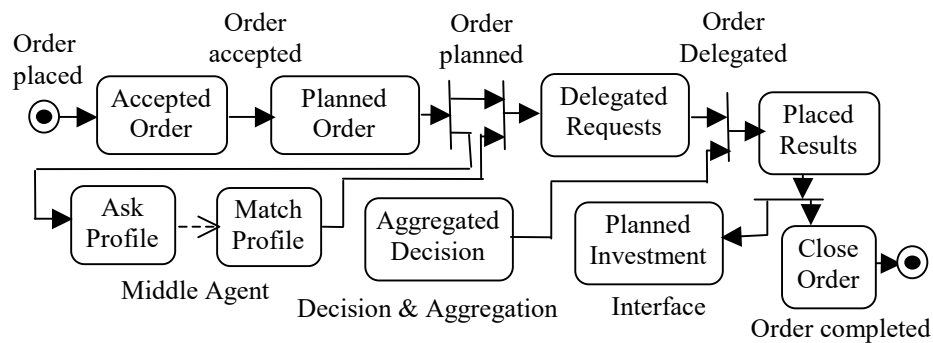 Order
placed
Order
accepted
Order
planned
Order
Delegated
Accepted
Order
Planned
Order
Delegated
Requests
Placed
Results
Ask
Profile
Match
Profile
Aggregated
Decision
Planned
Investment
Close
Order
Middle Agent
Decision & Aggregation
Interface
Order completed